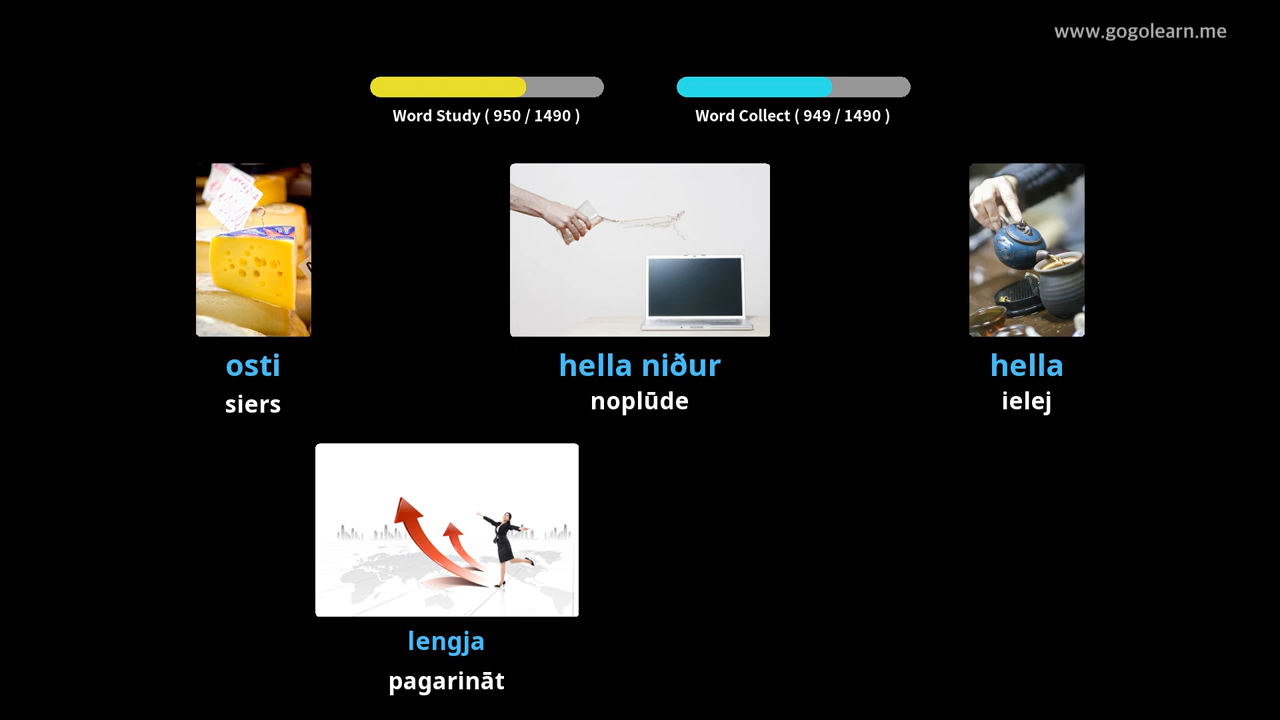 www.gogolearn.me
Word Study ( 950 / 1490 )
Word Collect ( 949 / 1490 )
osti
siers
hella niður
noplūde
hella
ielej
lengja
pagarināt